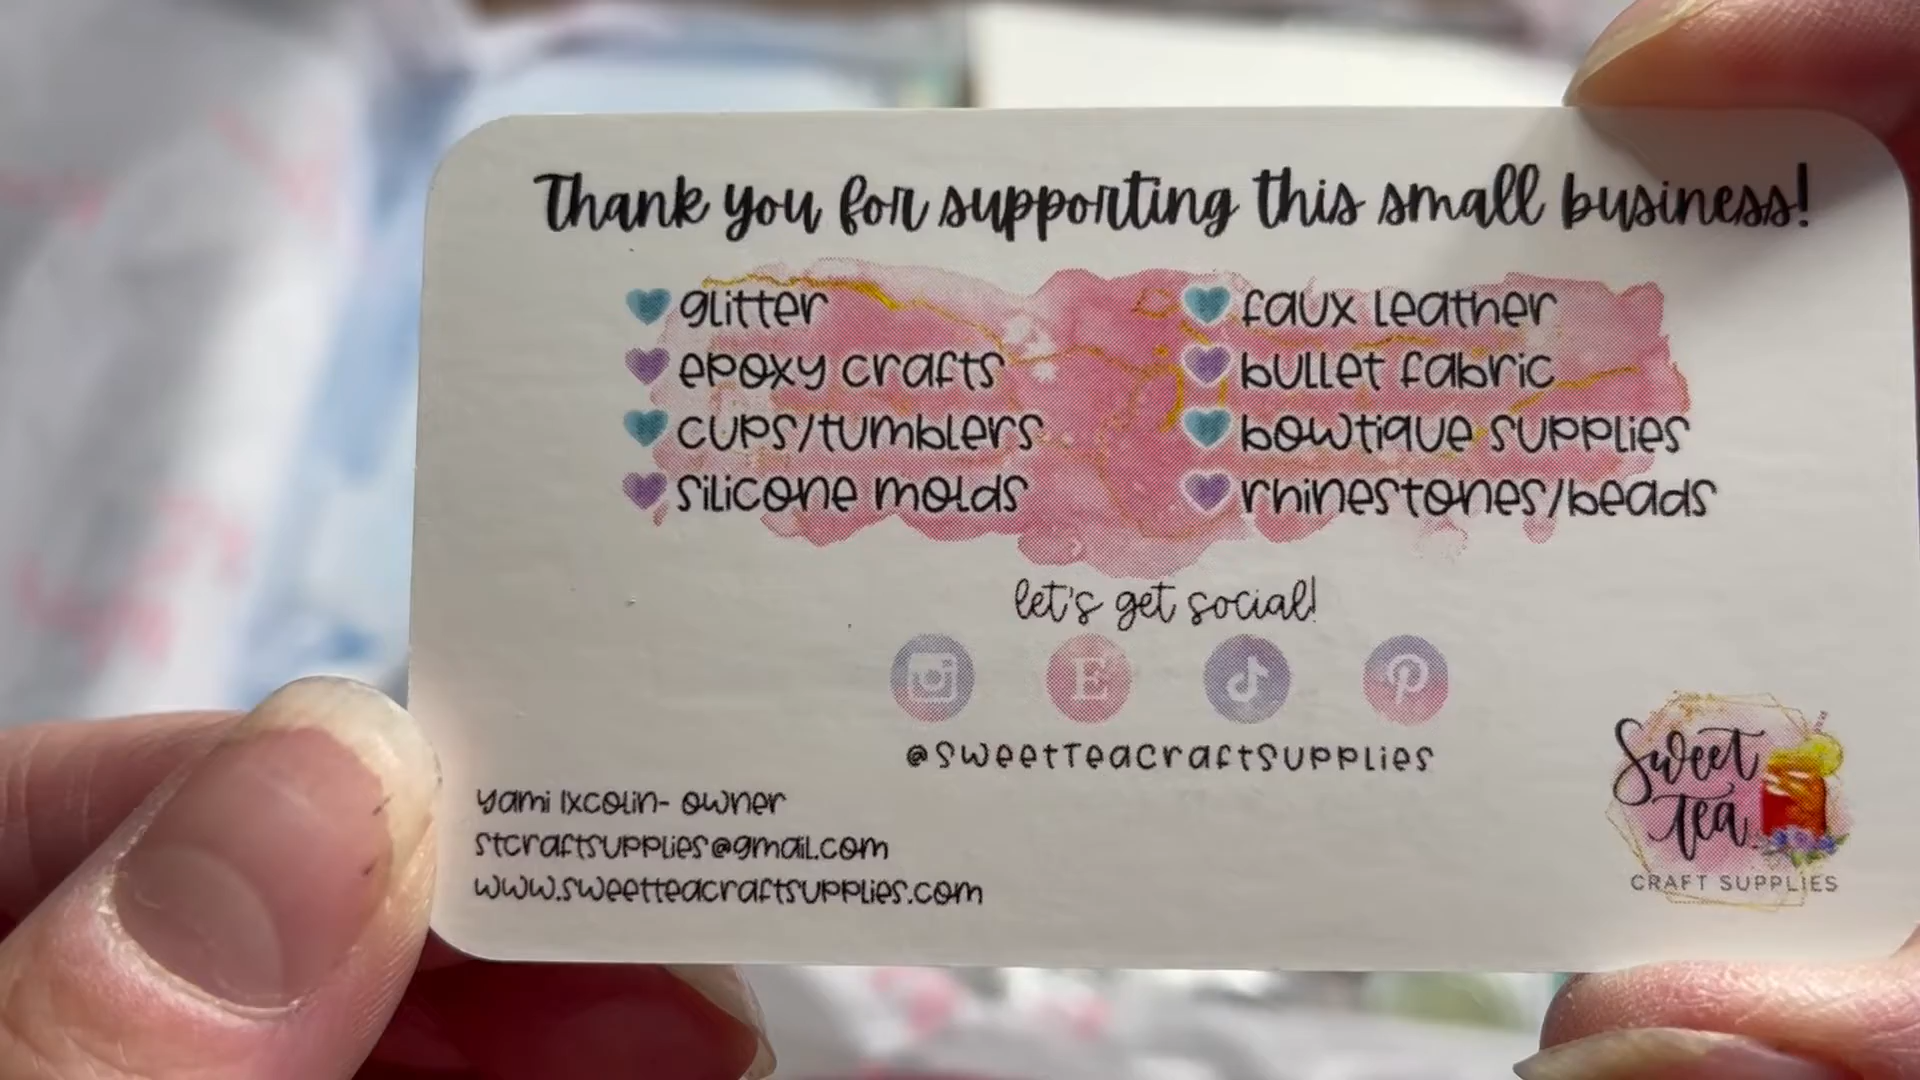 Thank you for supporting this small business!
glitter
epoxy crafts
cups/tumblers
silicone molds
faux leather
bullet fabric
bowtique supplies
rhinestones/beads
let's get social!
E
@sweetteacraftsupplies
yami Ixcolin- owner
stcraftsupplies@gmail.com
www.sweetteacraftsupplies.com
Sweet
Tea
CRAFT SUPPLIES